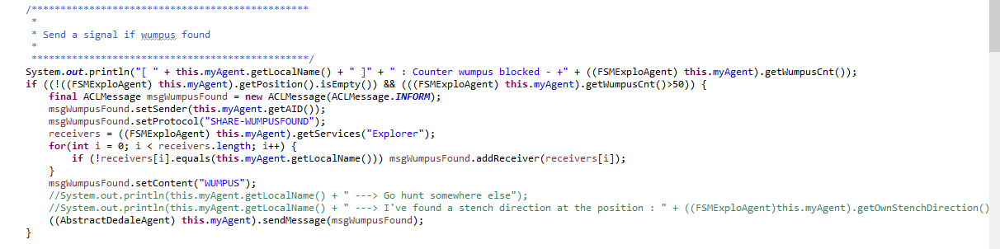 /************************************************
*
* Send a signal if wumpus found
*
************************************************/
System.out.println("[ " + this.myAgent.getLocalName() + " ]" + " : Counter wumpus blocked - +" + ((FSMExploAgent) this.myAgent).getWumpusCnt());
if ((!((FSMExploAgent) this.myAgent).getPosition().isEmpty()) && (((FSMExploAgent) this.myAgent).getWumpusCnt()>50)) {
final ACLMessage msgWumpusFound = new ACLMessage(ACLMessage.INFORM);
msgWumpusFound.setSender(this.myAgent.getAID());
msgWumpusFound.setProtocol("SHARE-WUMPUSFOUND");
receivers = ((FSMExploAgent) this.myAgent).getServices("Explorer");
for(int i = 0; i < receivers.length; i++) {
if (!receivers[i].equals(this.myAgent.getLocalName())) msgWumpusFound.addReceiver(receivers[i]);
}
msgWumpusFound.setContent("WUMPUS");
//System.out.println(this.myAgent.getLocalName() + " ---> Go hunt somewhere else");
//System.out.println(this.myAgent.getLocalName() + " ---> I've found a stench direction at the position : " + ((FSMExploAgent)this.myAgent).getOwnStenchDirection()
((AbstractDedaleAgent) this.myAgent).sendMessage(msgWumpusFound);
}